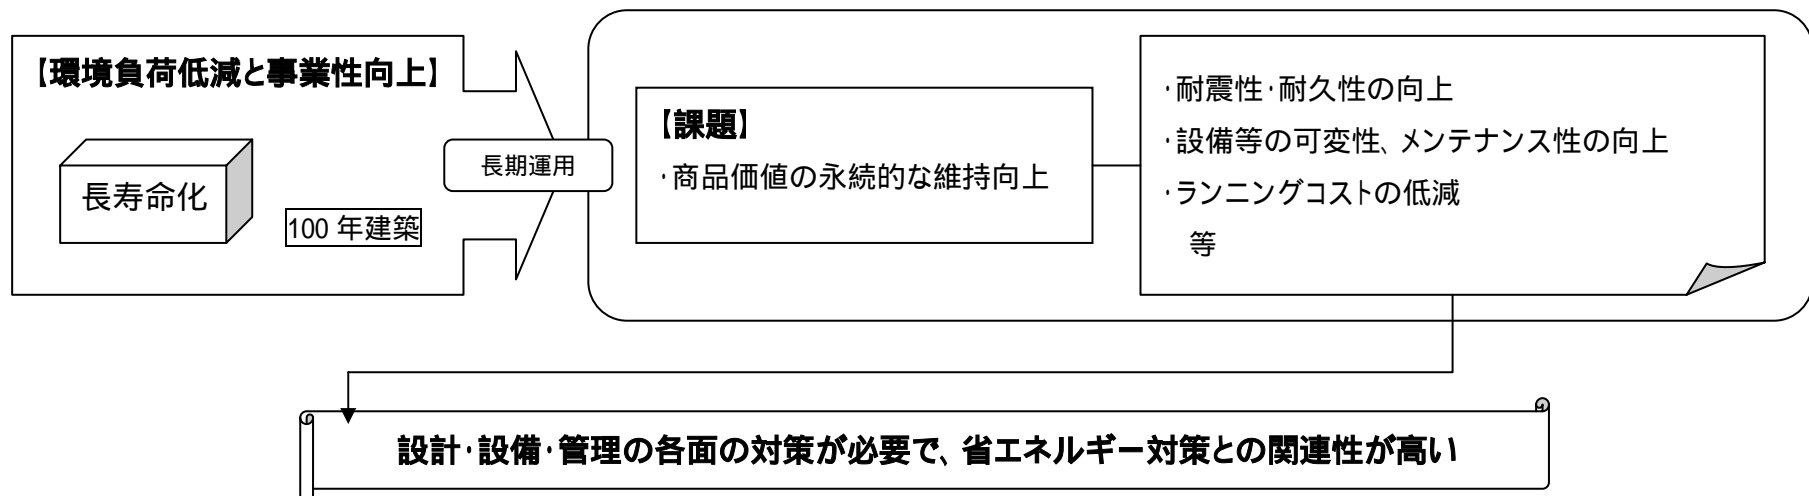 【環境負荷低減と事業性向上】
長寿命化
100 年建築
長期運用
【課題】
・商品価値の永続的な維持向上
・耐震性・耐久性の向上
・設備等の可変性、メンテナンス性の向上
・ランニングコストの低減
等
設計・設備・管理の各面の対策が必要で、省エネルギー対策との関連性が高い